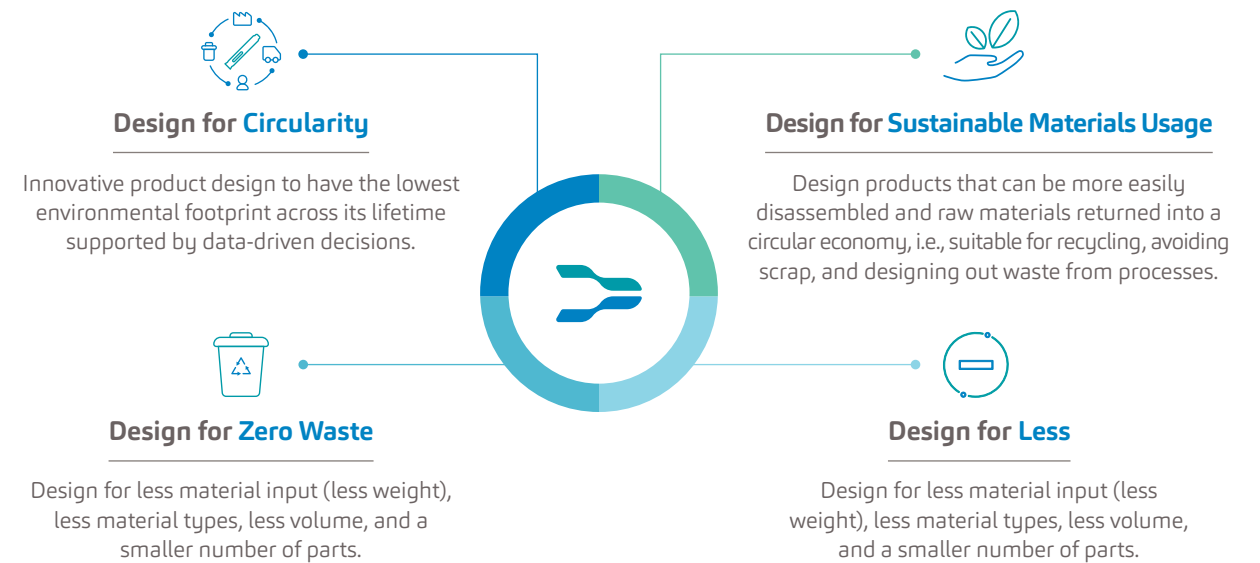 Design for Circularity
Innovative product design to have the lowest
environmental footprint across its lifetime
supported by data-driven decisions.
Design for Sustainable Materials Usage
Design products that can be more easily
disassembled and raw materials returned into a
circular economy, i.e., suitable for recycling, avoiding
scrap, and designing out waste from processes.
Design for Zero Waste
Design for less material input (less weight),
less material types, less volume, and a
smaller number of parts.
Design for Less
Design for less material input (less
weight), less material types, less volume,
and a smaller number of parts.